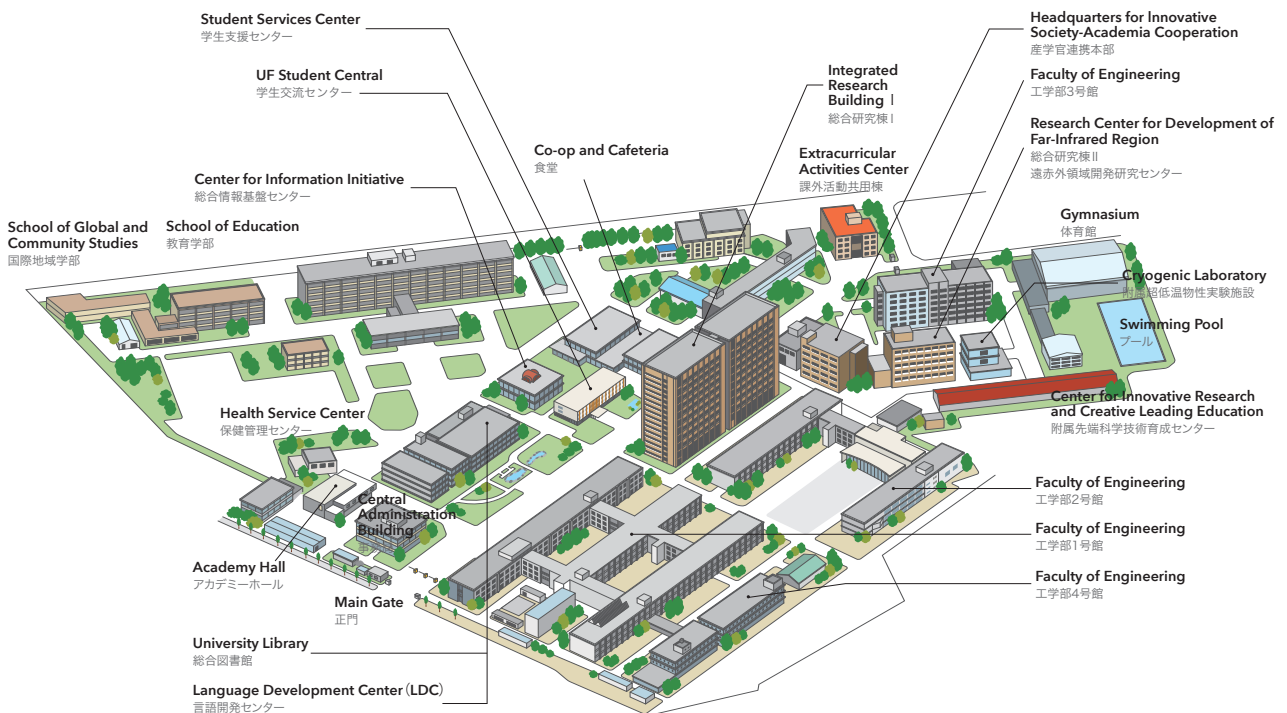 Student Services Center
学生支援センター
UF Student Central
学生交流センター
Center for Information Initiative
総合情報基盤センター
School of Global and
Community Studies
国際地域学部
School of Education
教育学部
Co-op and Cafeteria
食堂
Integrated
Research
Building Ⅰ
総合研究棟Ⅰ
Extracurricular
Activities Center
課外活動共用棟
Headquarters for Innovative
Society-Academia Cooperation
産学官連携本部
Faculty of Engineering
工学部3号館
Research Center for Development of
Far-Infrared Region
総合研究棟Ⅱ
遠赤外領域開発研究センター
Gymnasium
体育館
Cryogenic Laboratory
附属超低温物性実験施設
Swimming Pool
プール
Center for Innovative Research
and Creative Leading Education
附属先端科学技術育成センター
Health Service Center
保健管理センター
Central
Administration
Building
Academy Hall
アカデミーホール
Main Gate
正門
University Library
総合図書館
Language Development Center(LDC)
言語開発センター
Faculty of Engineering
工学部2号館
Faculty of Engineering
工学部1号館
Faculty of Engineering
工学部4号館